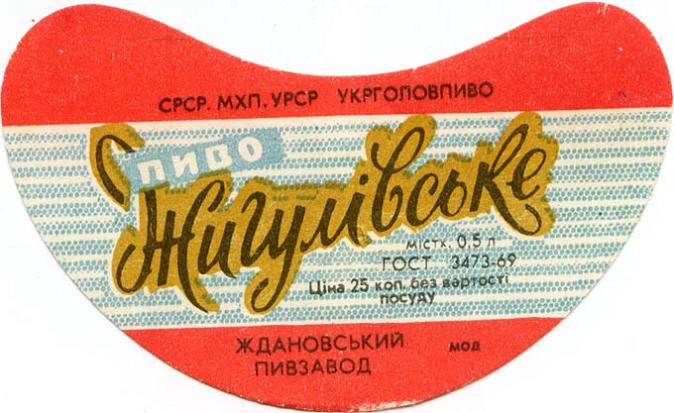 СРСР. МХП. УРСР УКРГОЛОВПИВО
ПИВО
Жигулівське
МІСТК. 0,5 Л
ГОСТ 3473-69
Ціна 25 коп. без вартості
посуду
ЖДАНОВСЬКИЙ МОД
ПИВЗАВОД